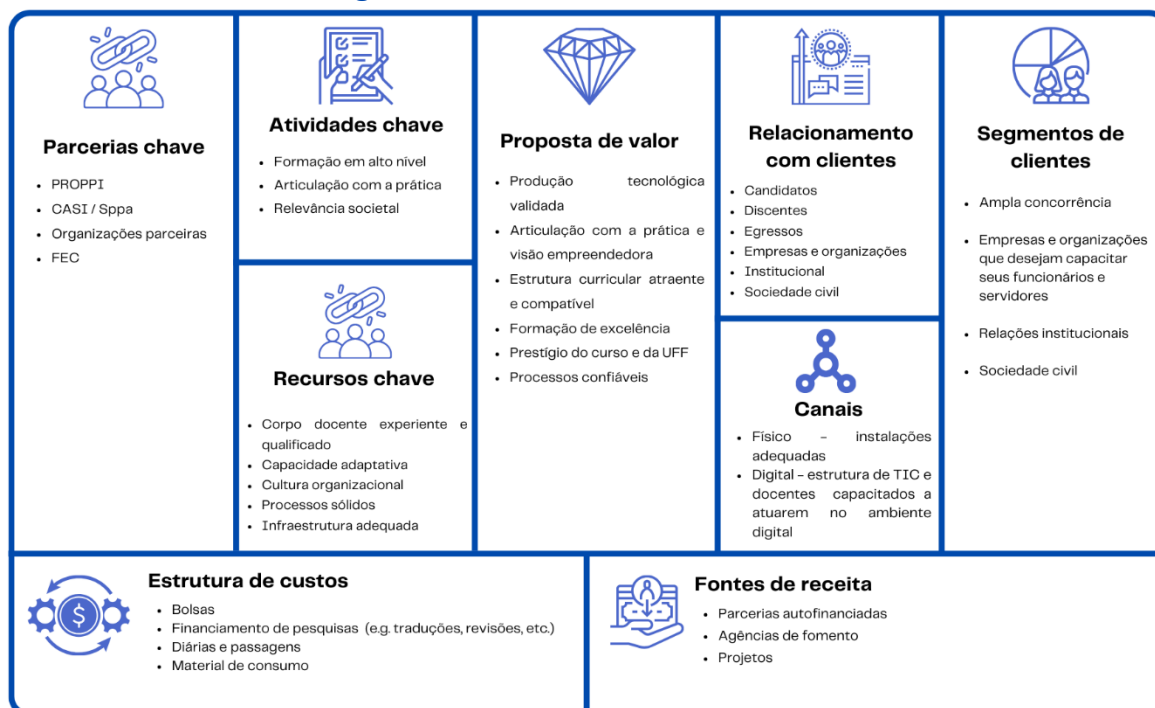 Parcerias chave
• PROPPI
• CASI / Sppa
• Organizações parceiras
• FEC
Atividades chave
• Formação em alto nível
• Articulação com a prática
• Relevância societal
Recursos chave
• Corpo docente experiente e
qualificado
• Capacidade adaptativa
• Cultura organizacional
• Processos sólidos
• Infraestrutura adequada
Proposta de valor
• Produção tecnológica
validada
• Articulação com a prática e
visão empreendedora
• Estrutura curricular atraente
e compatível
• Formação de excelência
• Prestígio do curso e da UFF
• Processos confiáveis
Relacionamento
com clientes
• Candidatos
• Discentes
• Egressos
• Empresas e organizações
• Institucional
• Sociedade civil
Canais
• Físico – instalações
adequadas
• Digital – estrutura de TIC e
docentes capacitados a
atuarem no ambiente
digital
Segmentos de
clientes
• Ampla concorrência
• Empresas e organizações
que desejam capacitar
seus funcionários e
servidores
• Relações institucionais
• Sociedade civil
$
Estrutura de custos
• Bolsas
• Financiamento de pesquisas (e.g. traduções, revisões, etc.)
• Diárias e passagens
• Material de consumo
Fontes de receita
• Parcerias autofinanciadas
• Agências de fomento
• Projetos